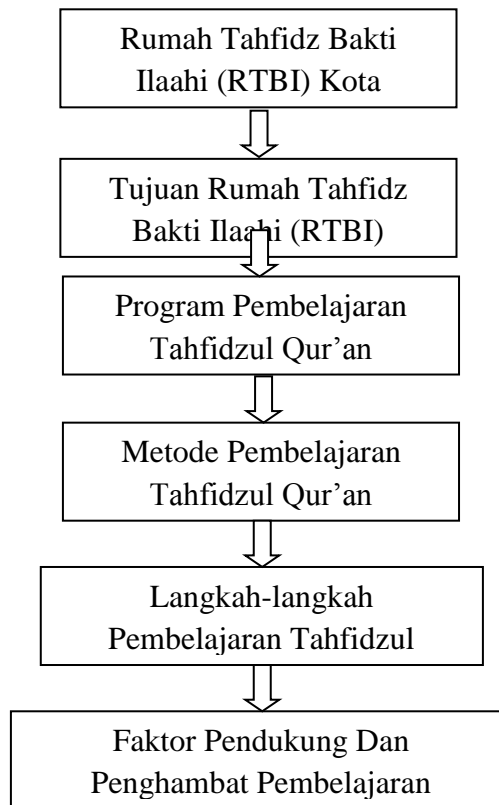 Rumah Tahfidz Bakti
Ilaahi (RTBI) Kota
Tujuan Rumah Tahfidz
Bakti Ilaahi (RTBI)
Program Pembelajaran
Tahfidzul Qur’an
Metode Pembelajaran
Tahfidzul Qur’an
Langkah-langkah
Pembelajaran Tahfidzul
Faktor Pendukung Dan
Penghambat Pembelajaran